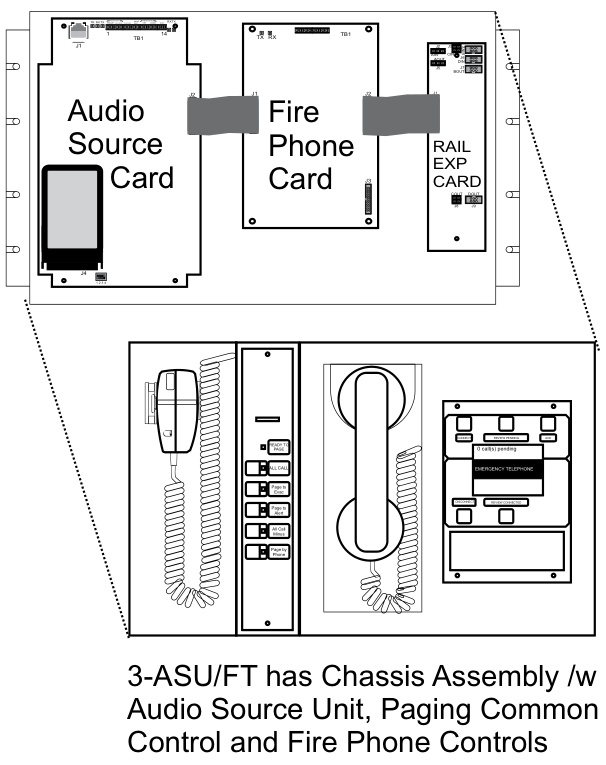 J1
1
TB1
14
TX RX
TB1
J2
J1
J2
Audio
Source
Card
Fire
Phone
Card
RAIL
EXP
CARD
J3
J4
READY TO
PAGE
ALL CALL
Page to
Evac
Page to
Alert
All Call
Minus
Page by
Phone
0 call(s) pending
EMERGENCY TELEPHONE
DISCONNECT
REVIEW CONNECTED
3-ASU/FT has Chassis Assembly /w
Audio Source Unit, Paging Common
Control and Fire Phone Controls